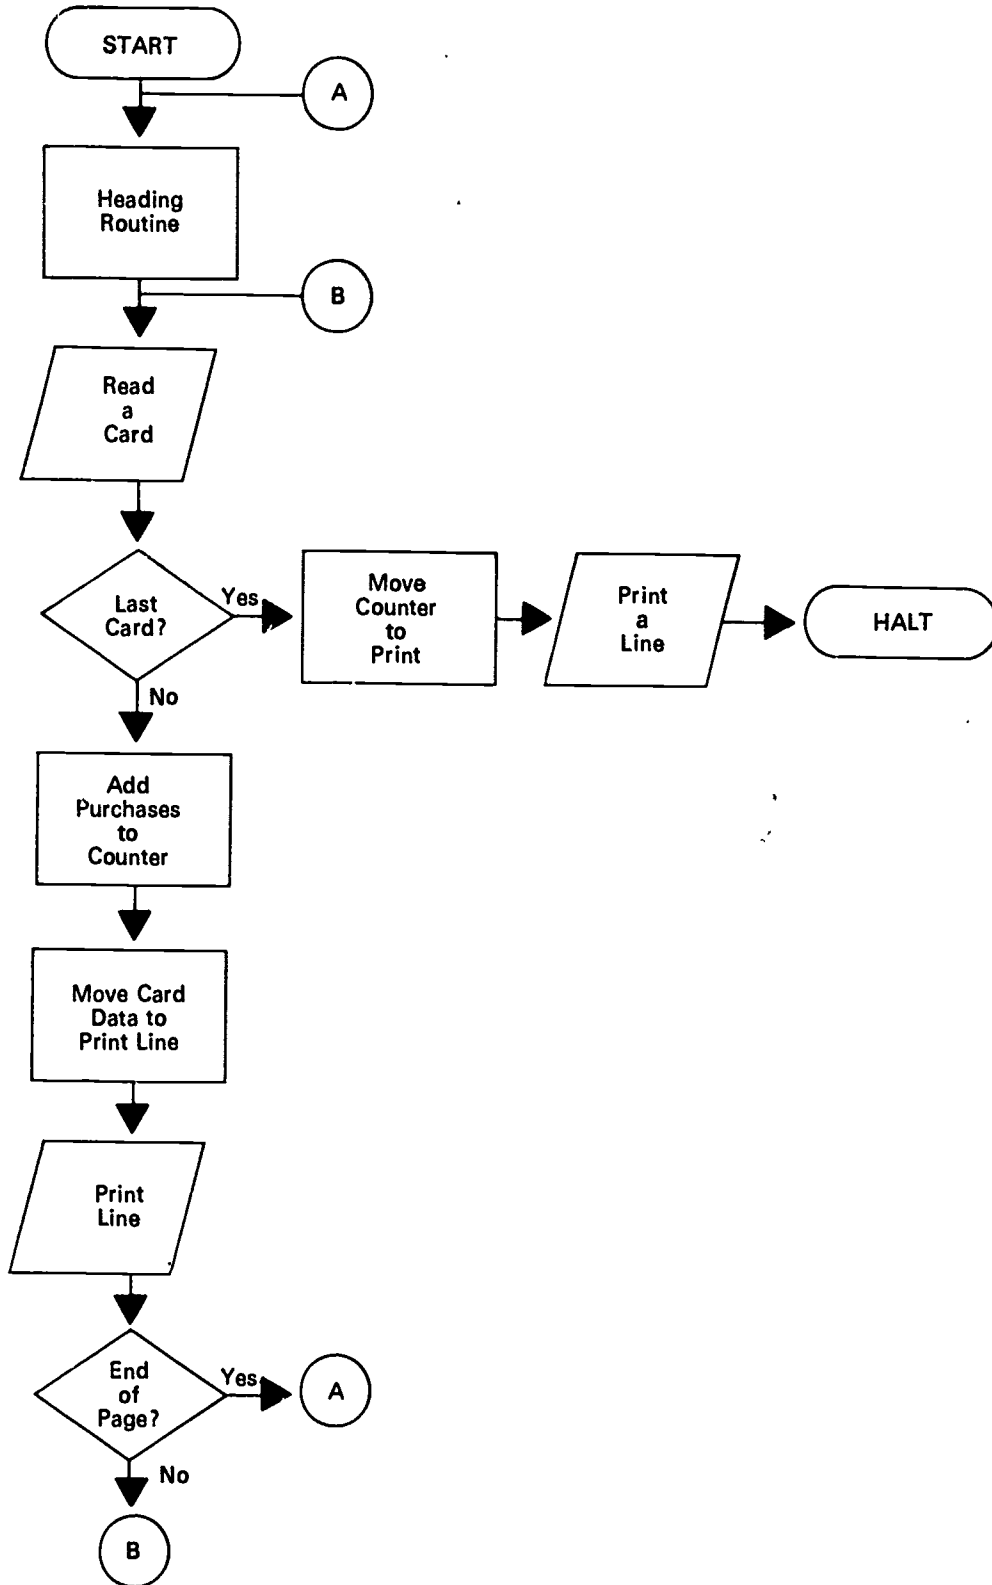 START
A
Heading
Routine
B
Read
a
Card
Last
Card?
Yes
Move
Counter
to
Print
Print
a
Line
HALT
No
Add
Purchases
to
Counter
Move Card
Data to
Print Line
Print
Line
End
of
Page?
Yes
A
No
B